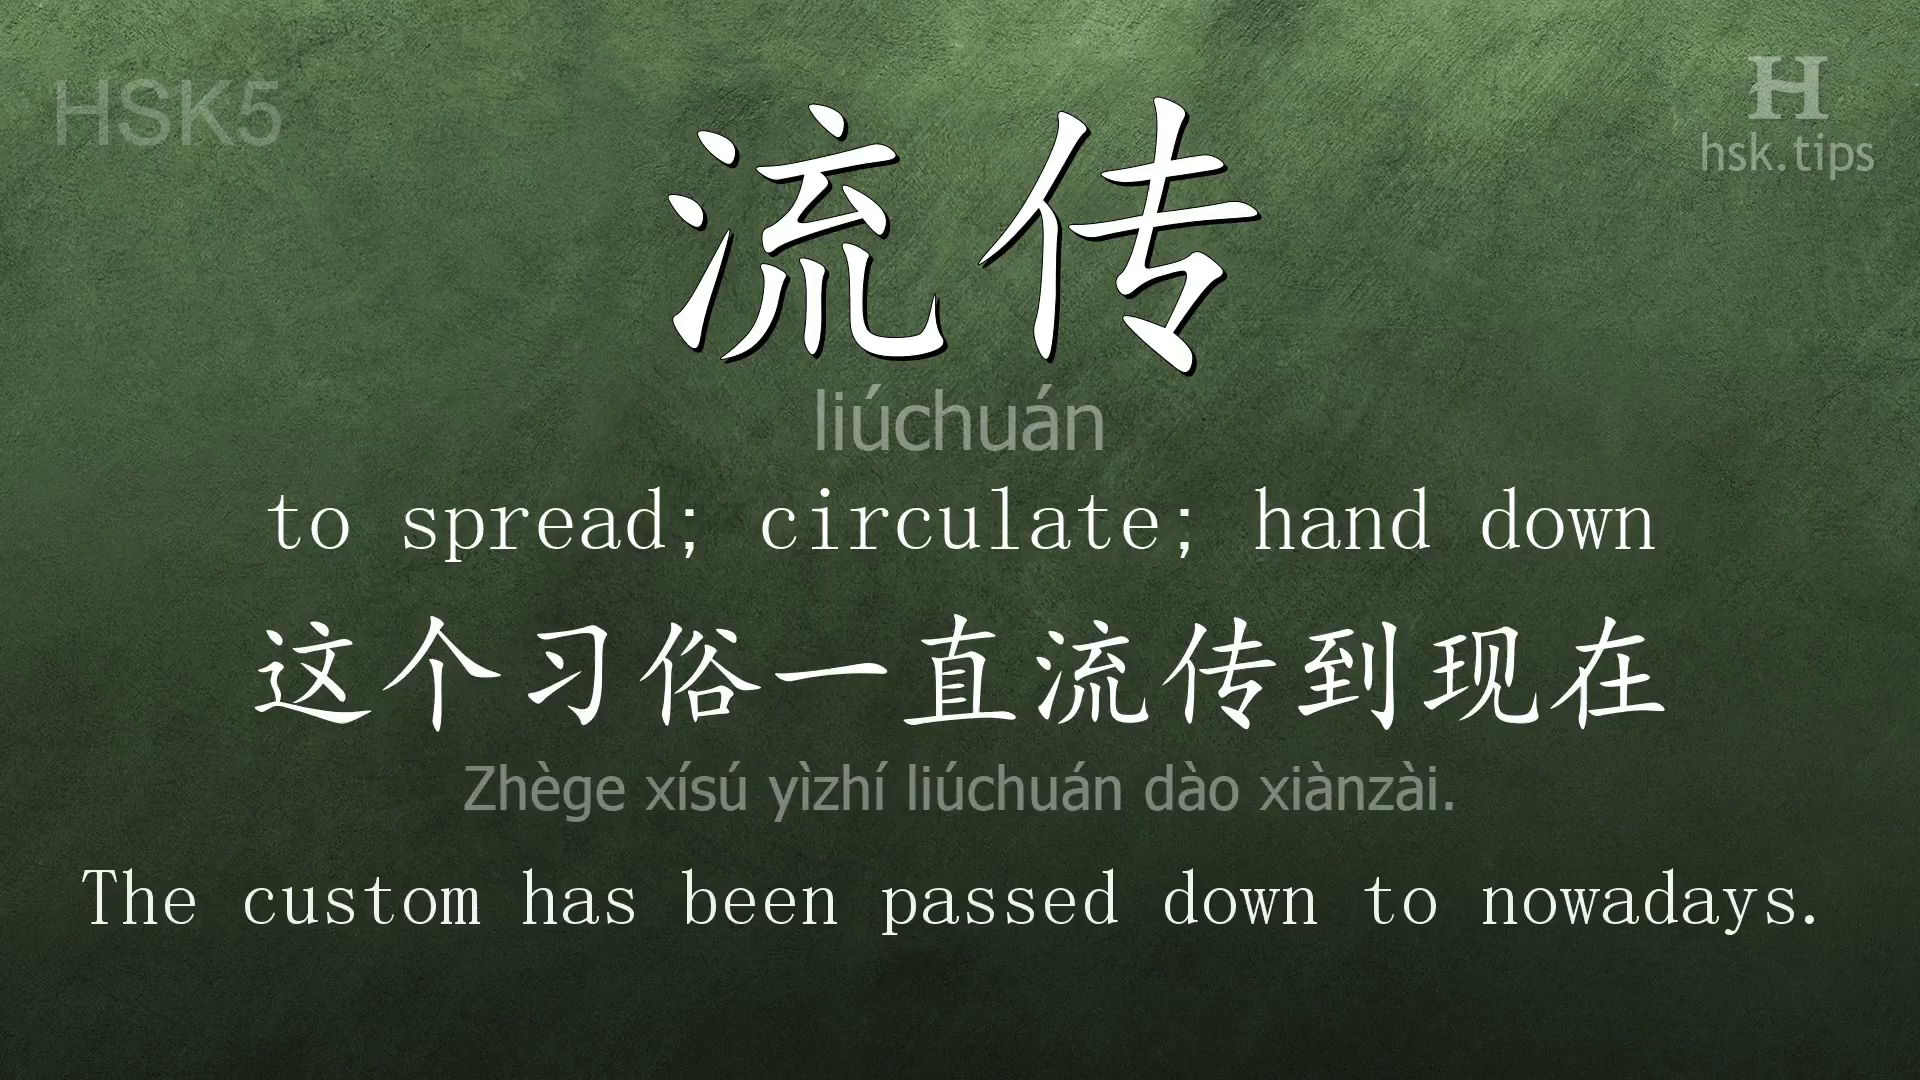 HSK5
H
hsk.tips
流传
liúchuán
to spread; circulate; hand down
这个习俗一直流传到现在
Zhège xísú yìzhí liúchuán dào xiànzài.
The custom has been passed down to nowadays.